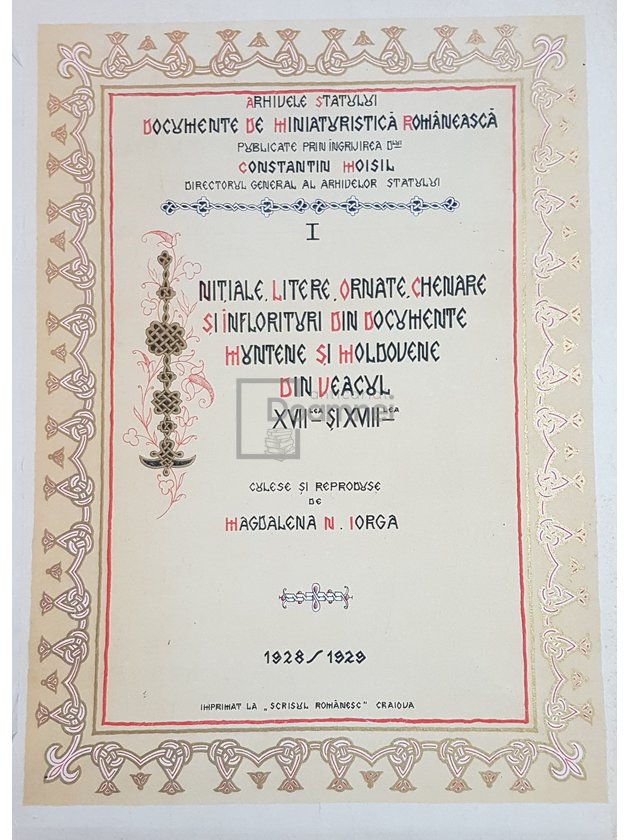 ARHIVELE STATULUI
DOCUMENTE DE MINIATURISTICĂ ROMÂNEASCĂ
PUBLICATE PRIN ÎNGRIJIREA DLUI
CONSTANTIN MOISIL
DIRECTORUL GENERAL AL ARHIVELOR STATULUI
I
INIȚIALE, LITERE, ORNATE, CHENARE
ȘI ÎNFLORITURI DIN DOCUMENTE
MUNTENE ȘI MOLDOVENE
DIN VEACUL
XVII LEA ȘI XVIII LEA
CULESE ȘI REPRODUSE
DE
MAGDALENA N. IORGA
1928/1929
IMPRIMAT LA „SCRISUL ROMÂNESC" CRAIOVA